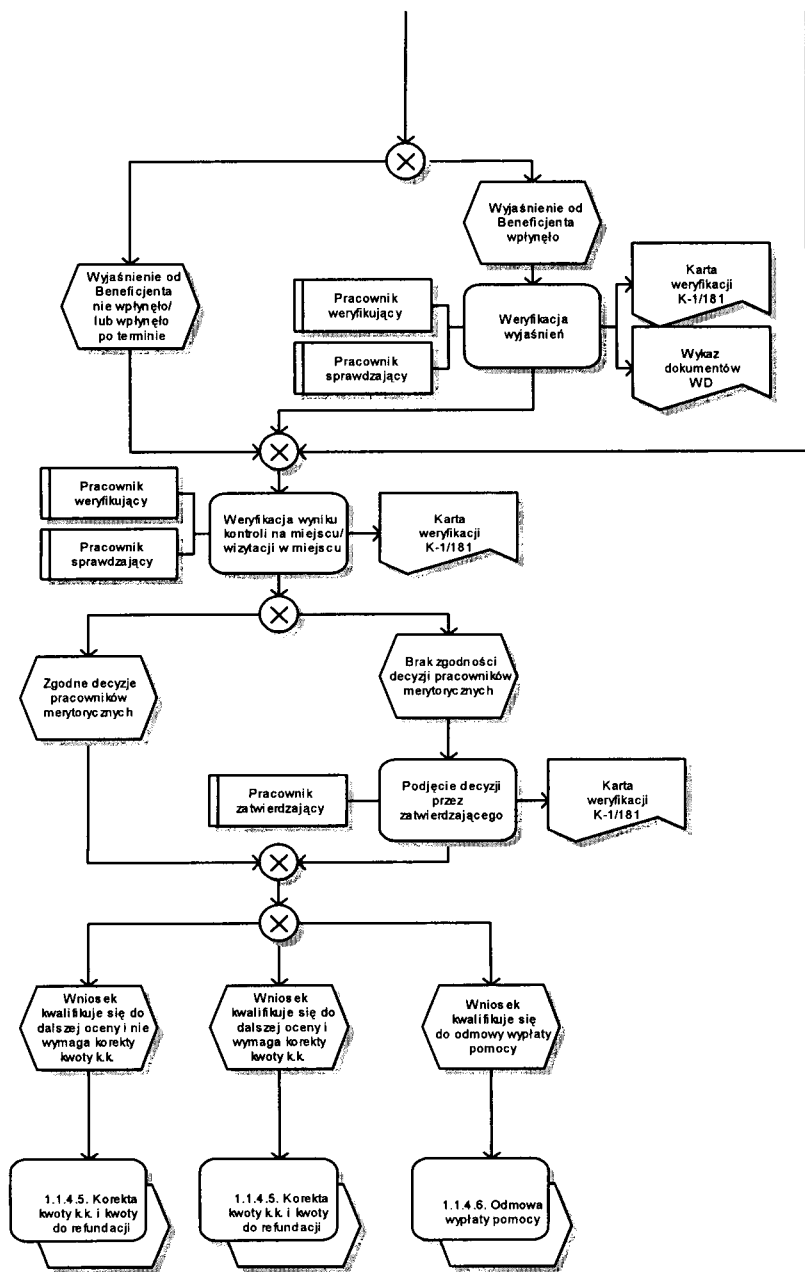 Wyjaśnienie od
Beneficjenta
wpłynęło
Wyjaśnienie od
Beneficjenta
nie wpłynęło/
lub wpłynęło
po terminie
Pracownik
weryfikujący
Pracownik
sprawdzający
Weryfikacja
wyjaśnień
Karta
weryfikacji
K-1/181
Wykaz
dokumentów
WD
Pracownik
weryfikujący
Pracownik
sprawdzający
Weryfikacja wyniku
kontroli na miejscu/
wizytacji w miejscu
Karta
weryfikacji
K-1/181
Zgodne decyzje
pracowników
merytorycznych
Brak zgodności
decyzji pracowników
merytorycznych
Pracownik
zatwierdzający
Podjęcie decyzji
przez
zatwierdzającego
Karta
weryfikacji
K-1/181
Wniosek
kwalifikuje się do
dalszej oceny i nie
wymaga korekty
kwoty k.k.
Wniosek
kwalifikuje się do
dalszej oceny i
wymaga korekty
kwoty k.k.
Wniosek
kwalifikuje się
do odmowy wypłaty
pomocy
1.1.4.5. Korekta
kwoty k.k. i kwoty
do refundacji
1.1.4.5. Korekta
kwoty k.k. i kwoty
do refundacji
1.1.4.6. Odmowa
wypłaty pomocy